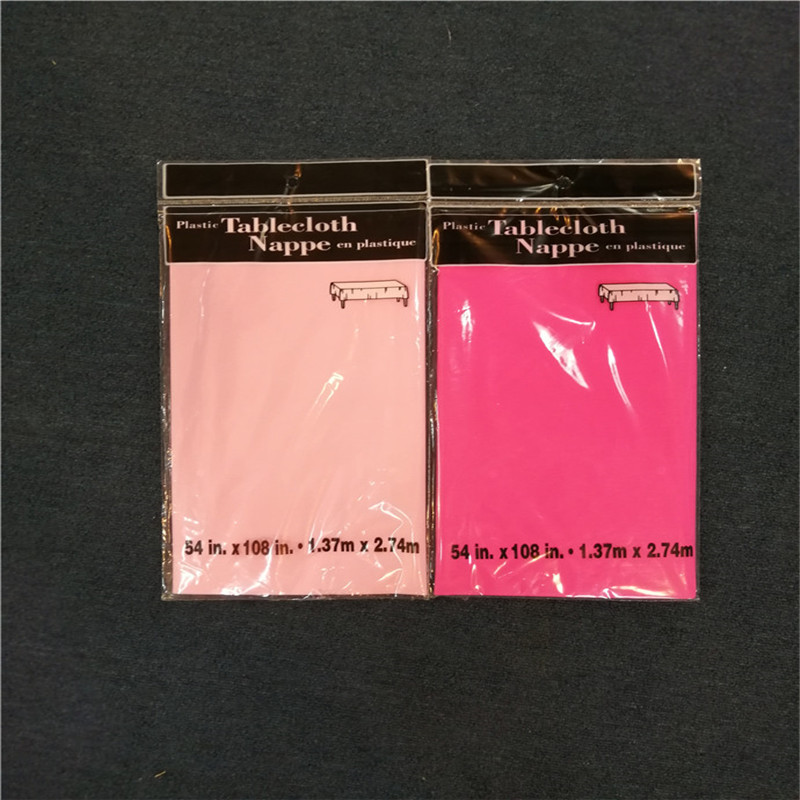 Plastic Tablecloth
Nappe en plastique
54 in. x 108 in. • 1.37m x 2.74m
Plastic Tablecloth
Nappe en plastique
54 in. x 108 in. • 1.37m x 2.74m